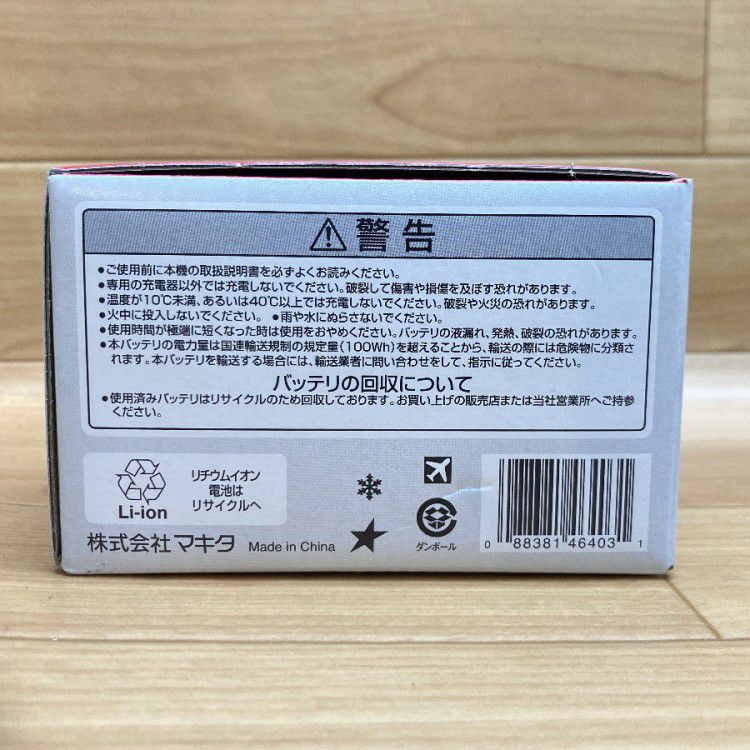 警告
●ご使用前に本機の取扱説明書を必ずよくお読みください。
●専用の充電器以外では充電しないでください。破裂して傷害や損傷を及ぼす恐れがあります。
●温度が10℃未満、あるいは40℃以上では充電しないでください。破裂や火災の恐れがあります。
●火中に投入しないでください。 ●雨や水にぬらさないでください。
●使用時間が極端に短くなった時は使用をおやめください。バッテリの液漏れ、発熱、破裂の恐れがあります。
●本バッテリの電力量は国連輸送規制の規定量(100Wh)を超えることから、輸送の際には危険物に分類され
ます。本バッテリを輸送する場合には、輸送業者に問い合わせをして、指示に従ってください。
バッテリの回収について
●使用済みバッテリはリサイクルのため回収しております。お買い上げの販売店または当社営業所へご持参
ください。
Li-ion
リチウムイオン
電池は
リサイクルへ
株式会社マキタ Made in China
ダンボール
0 88381 46403 1